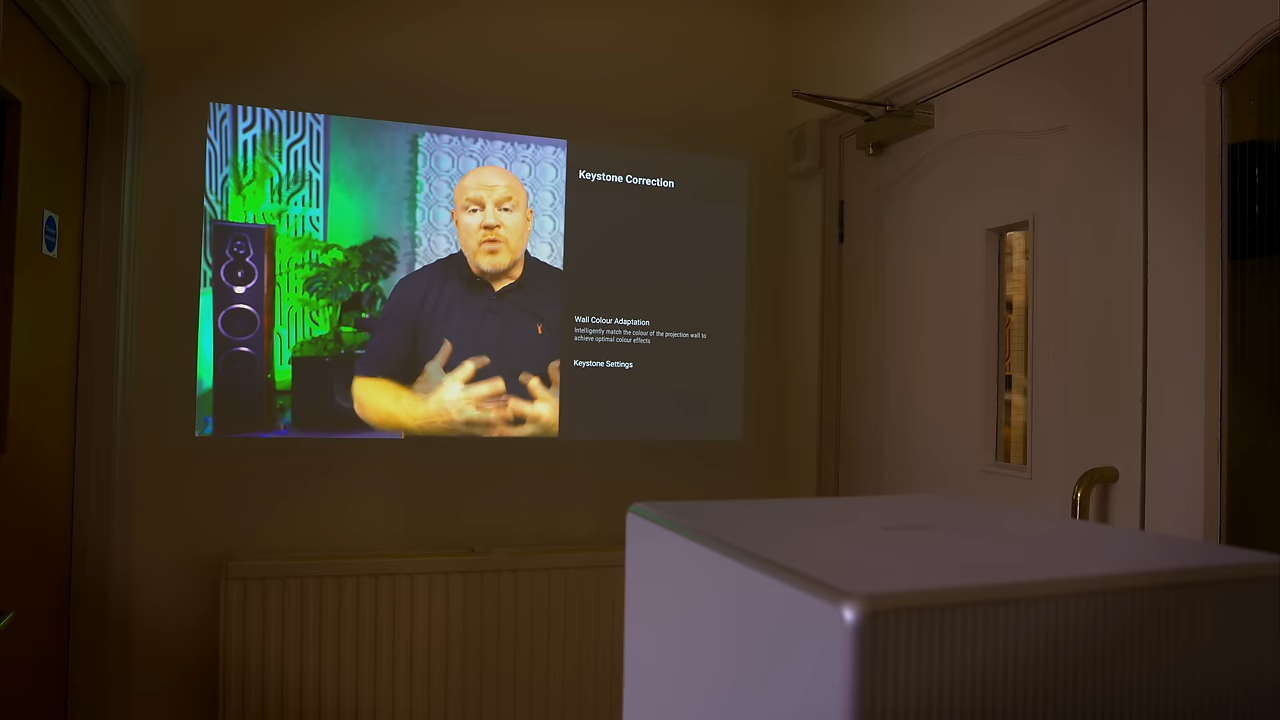 Keystone Correction
Wall Colour Adaptation
Intelligently match the colour of the projection wall to
achieve optimal colour effects
Keystone Settings